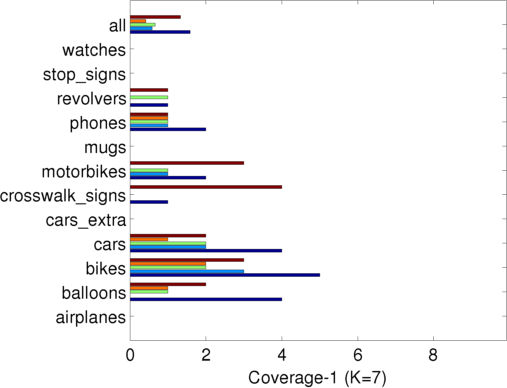 all
watches
stop_signs
revolvers
phones
mugs
motorbikes
crosswalk_signs
cars_extra
cars
bikes
balloons
airplanes
0 2 4 6 8
Coverage-1 (K=7)